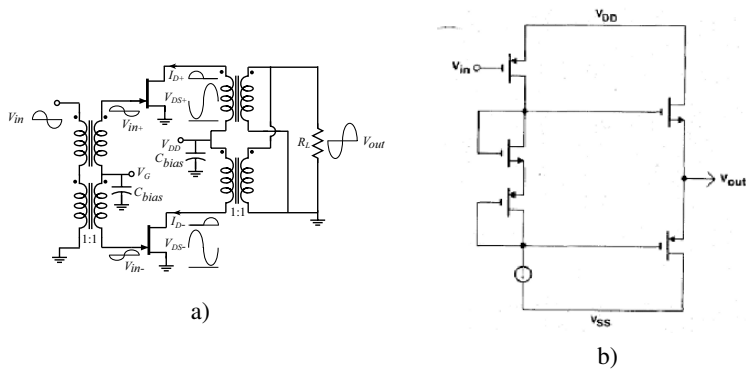 Vin
Vin+
ID+
VDS+
VDD
Cbias
VG
Cbias
RL
Vout
1:1
1:1
ID-
VDS-
Vin-
a)
VDD
Vin
Vout
VSS
b)